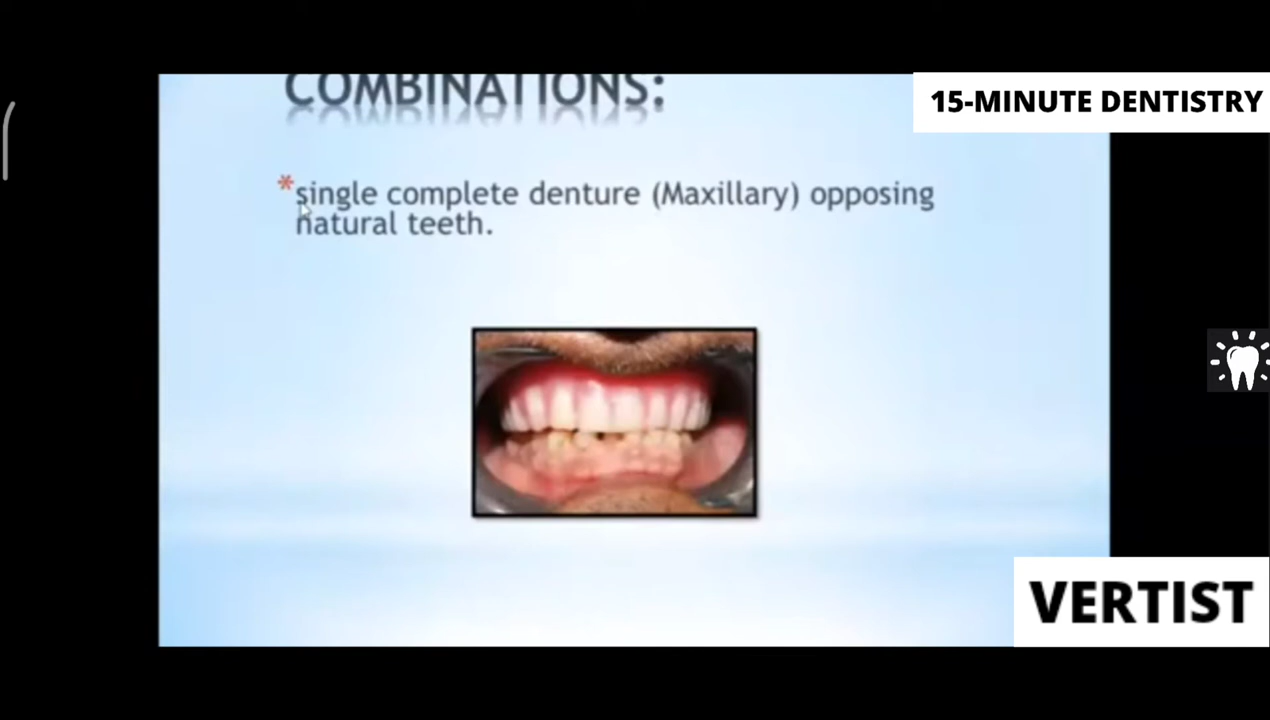 COMBINATIONS:
15-MINUTE DENTISTRY
*single complete denture (Maxillary) opposing
natural teeth.
VERTIST